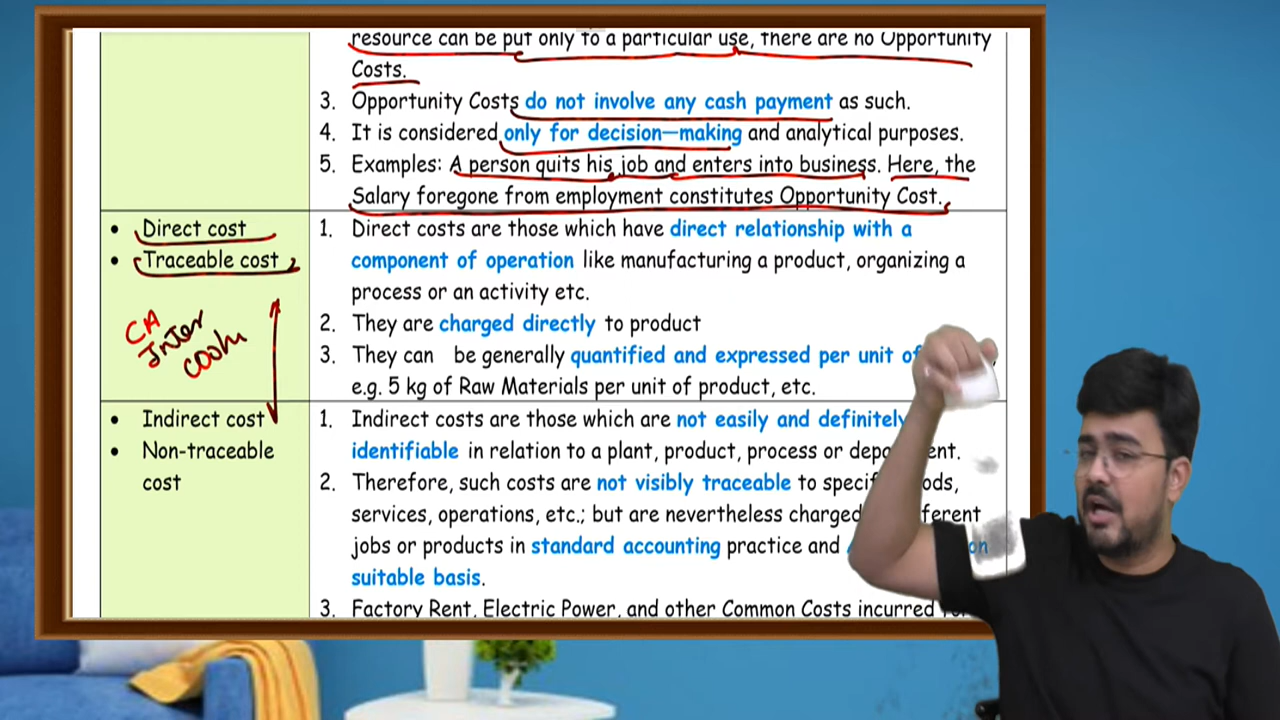 resource can be put only to a particular use, there are no Opportunity
Costs.
3. Opportunity Costs do not involve any cash payment as such.
4. It is considered only for decision—making and analytical purposes.
5. Examples: A person quits his job and enters into business. Here, the
Salary foregone from employment constitutes Opportunity Cost.
• Direct cost
• Traceable cost
CA
Inter
1. Direct costs are those which have direct relationship with a
component of operation like manufacturing a product, organizing a
process or an activity etc.
2. They are charged directly to product
3. They can be generally quantified and expressed per unit of
e.g. 5 kg of Raw Materials per unit of product, etc.
• Indirect cost
• Non-traceable
cost
1. Indirect costs are those which are not easily and definitely
identifiable in relation to a plant, product, process or
2. Therefore, such costs are not visibly traceable to
services, operations, etc.; but are nevertheless charged
jobs or products in standard accounting practice and
suitable basis.
3. Factory Rent, Electric Power, and other Common Costs incurred